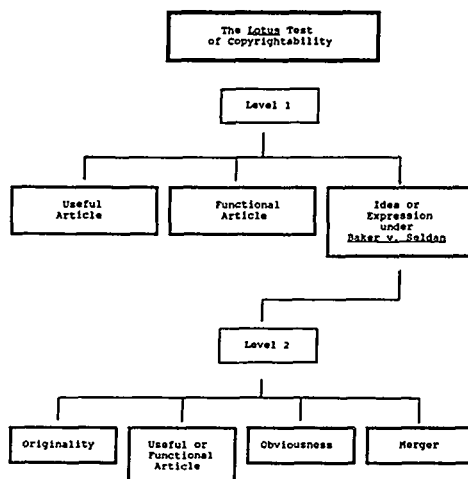 The Lotus Test
of Copyrightability
Level 1
Useful
Article
Functional
Article
Idea or
Expression
under
Baker v. Seldan
Level 2
Originality
Useful or
Functional
Article
Obviousness
Merger